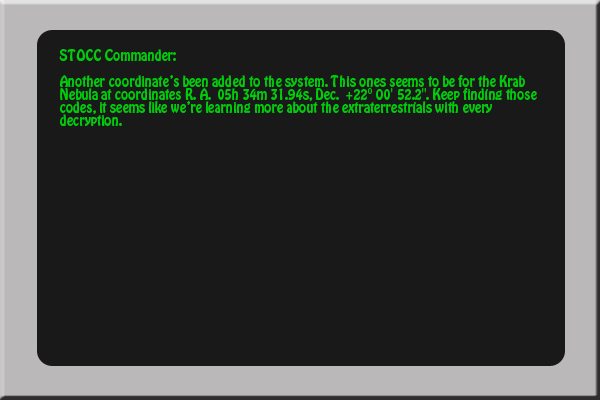 STOCC Commander:
Another coordinate's been added to the system. This ones seems to be for the Krab
Nebula at coordinates R. A.  05h 34m 31.94s, Dec.  +22° 00' 52.2". Keep finding those
codes, it seems like we're learning more about the extraterrestrials with every
decryption.